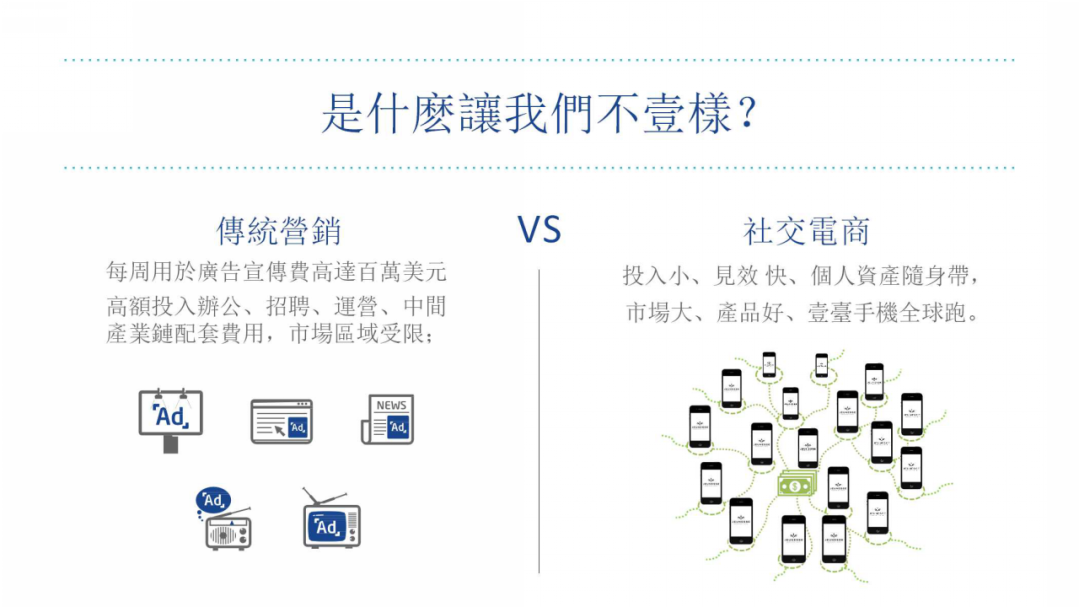 是什麽讓我們不壹樣？
傳統營銷
VS
社交電商
每周用於廣告宣傳費高達百萬美元
高額投入辦公、招聘、運營、中間
產業鏈配套費用，市場區域受限；
投入小、見效 快、個人資產隨身帶，
市場大、產品好、壹臺手機全球跑。
Ad
Ad
NEWS
Ad
Ad
Ad
$